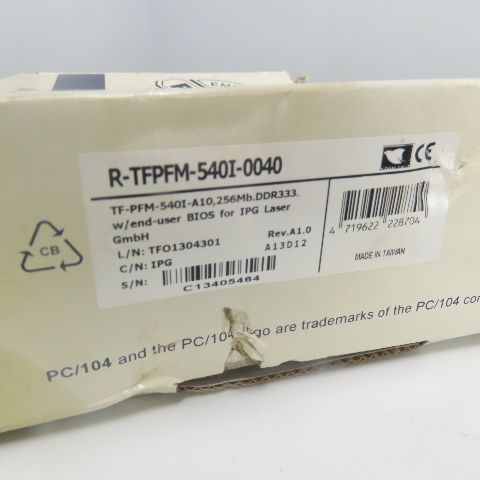 R-TFPFM-540I-0040
TF-PFM-540I-A10,256Mb.DDR333.
w/end-user BIOS for IPG Laser
GmbH
L/N: TFO1304301
Rev.A1.0
C/N: IPG
A13D12
S/N:
C13405464
CE
4 719622 228704
MADE IN TAIWAN
CB
PC/104 and the PC/104 logo are trademarks of the PC/104 con